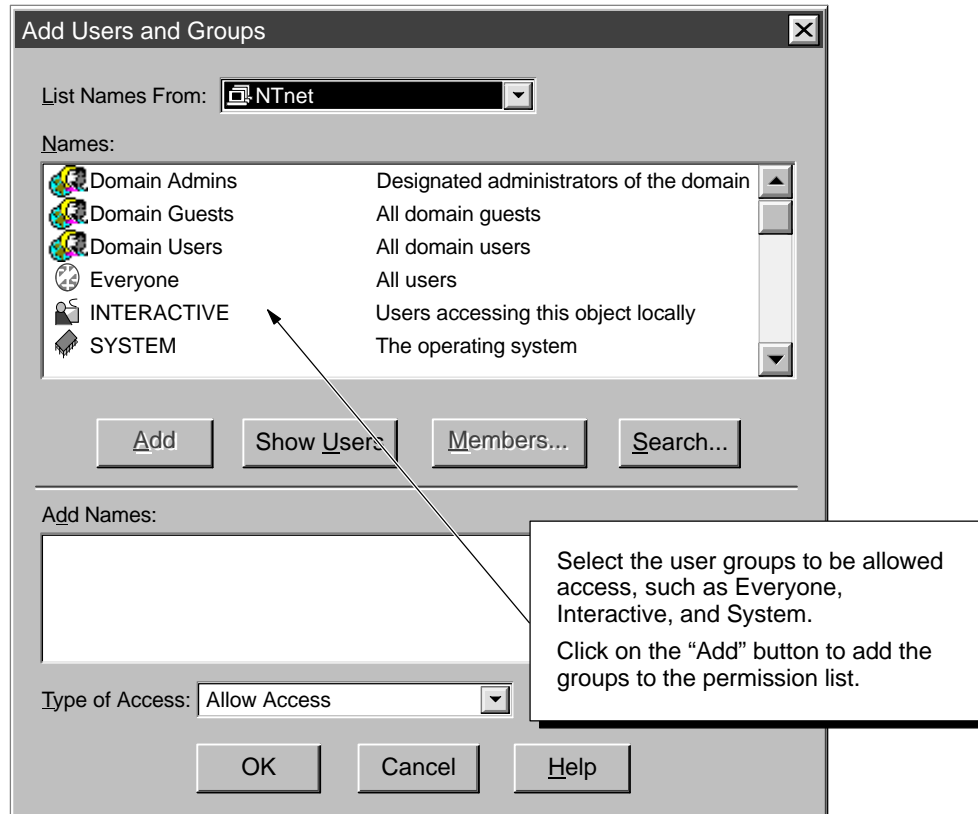 Add Users and Groups
List Names From: NTnet
Names:
Domain Admins Designated administrators of the domain
Domain Guests All domain guests
Domain Users All domain users
Everyone All users
INTERACTIVE Users accessing this object locally
SYSTEM The operating system
Add Show Users Members... Search...
Add Names:
Select the user groups to be allowed
access, such as Everyone,
Interactive, and System.
Click on the “Add” button to add the
groups to the permission list.
Type of Access: Allow Access
OK Cancel Help